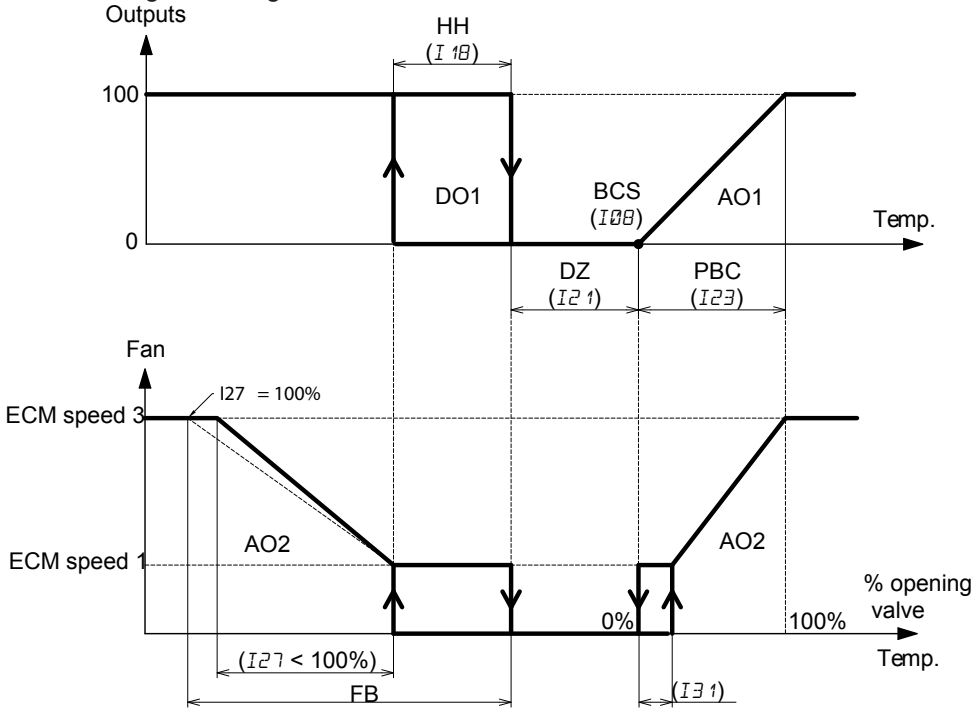 Outputs
HH
(I18)
100
DO1
BCS
(I08)
AO1
Temp.
0
DZ
(I21)
PBC
(I23)
Fan
I27 = 100%
ECM speed 3
AO2
AO2
ECM speed 1
% opening
valve
0%
100%
Temp.
(I27 < 100%)
FB
(I31)